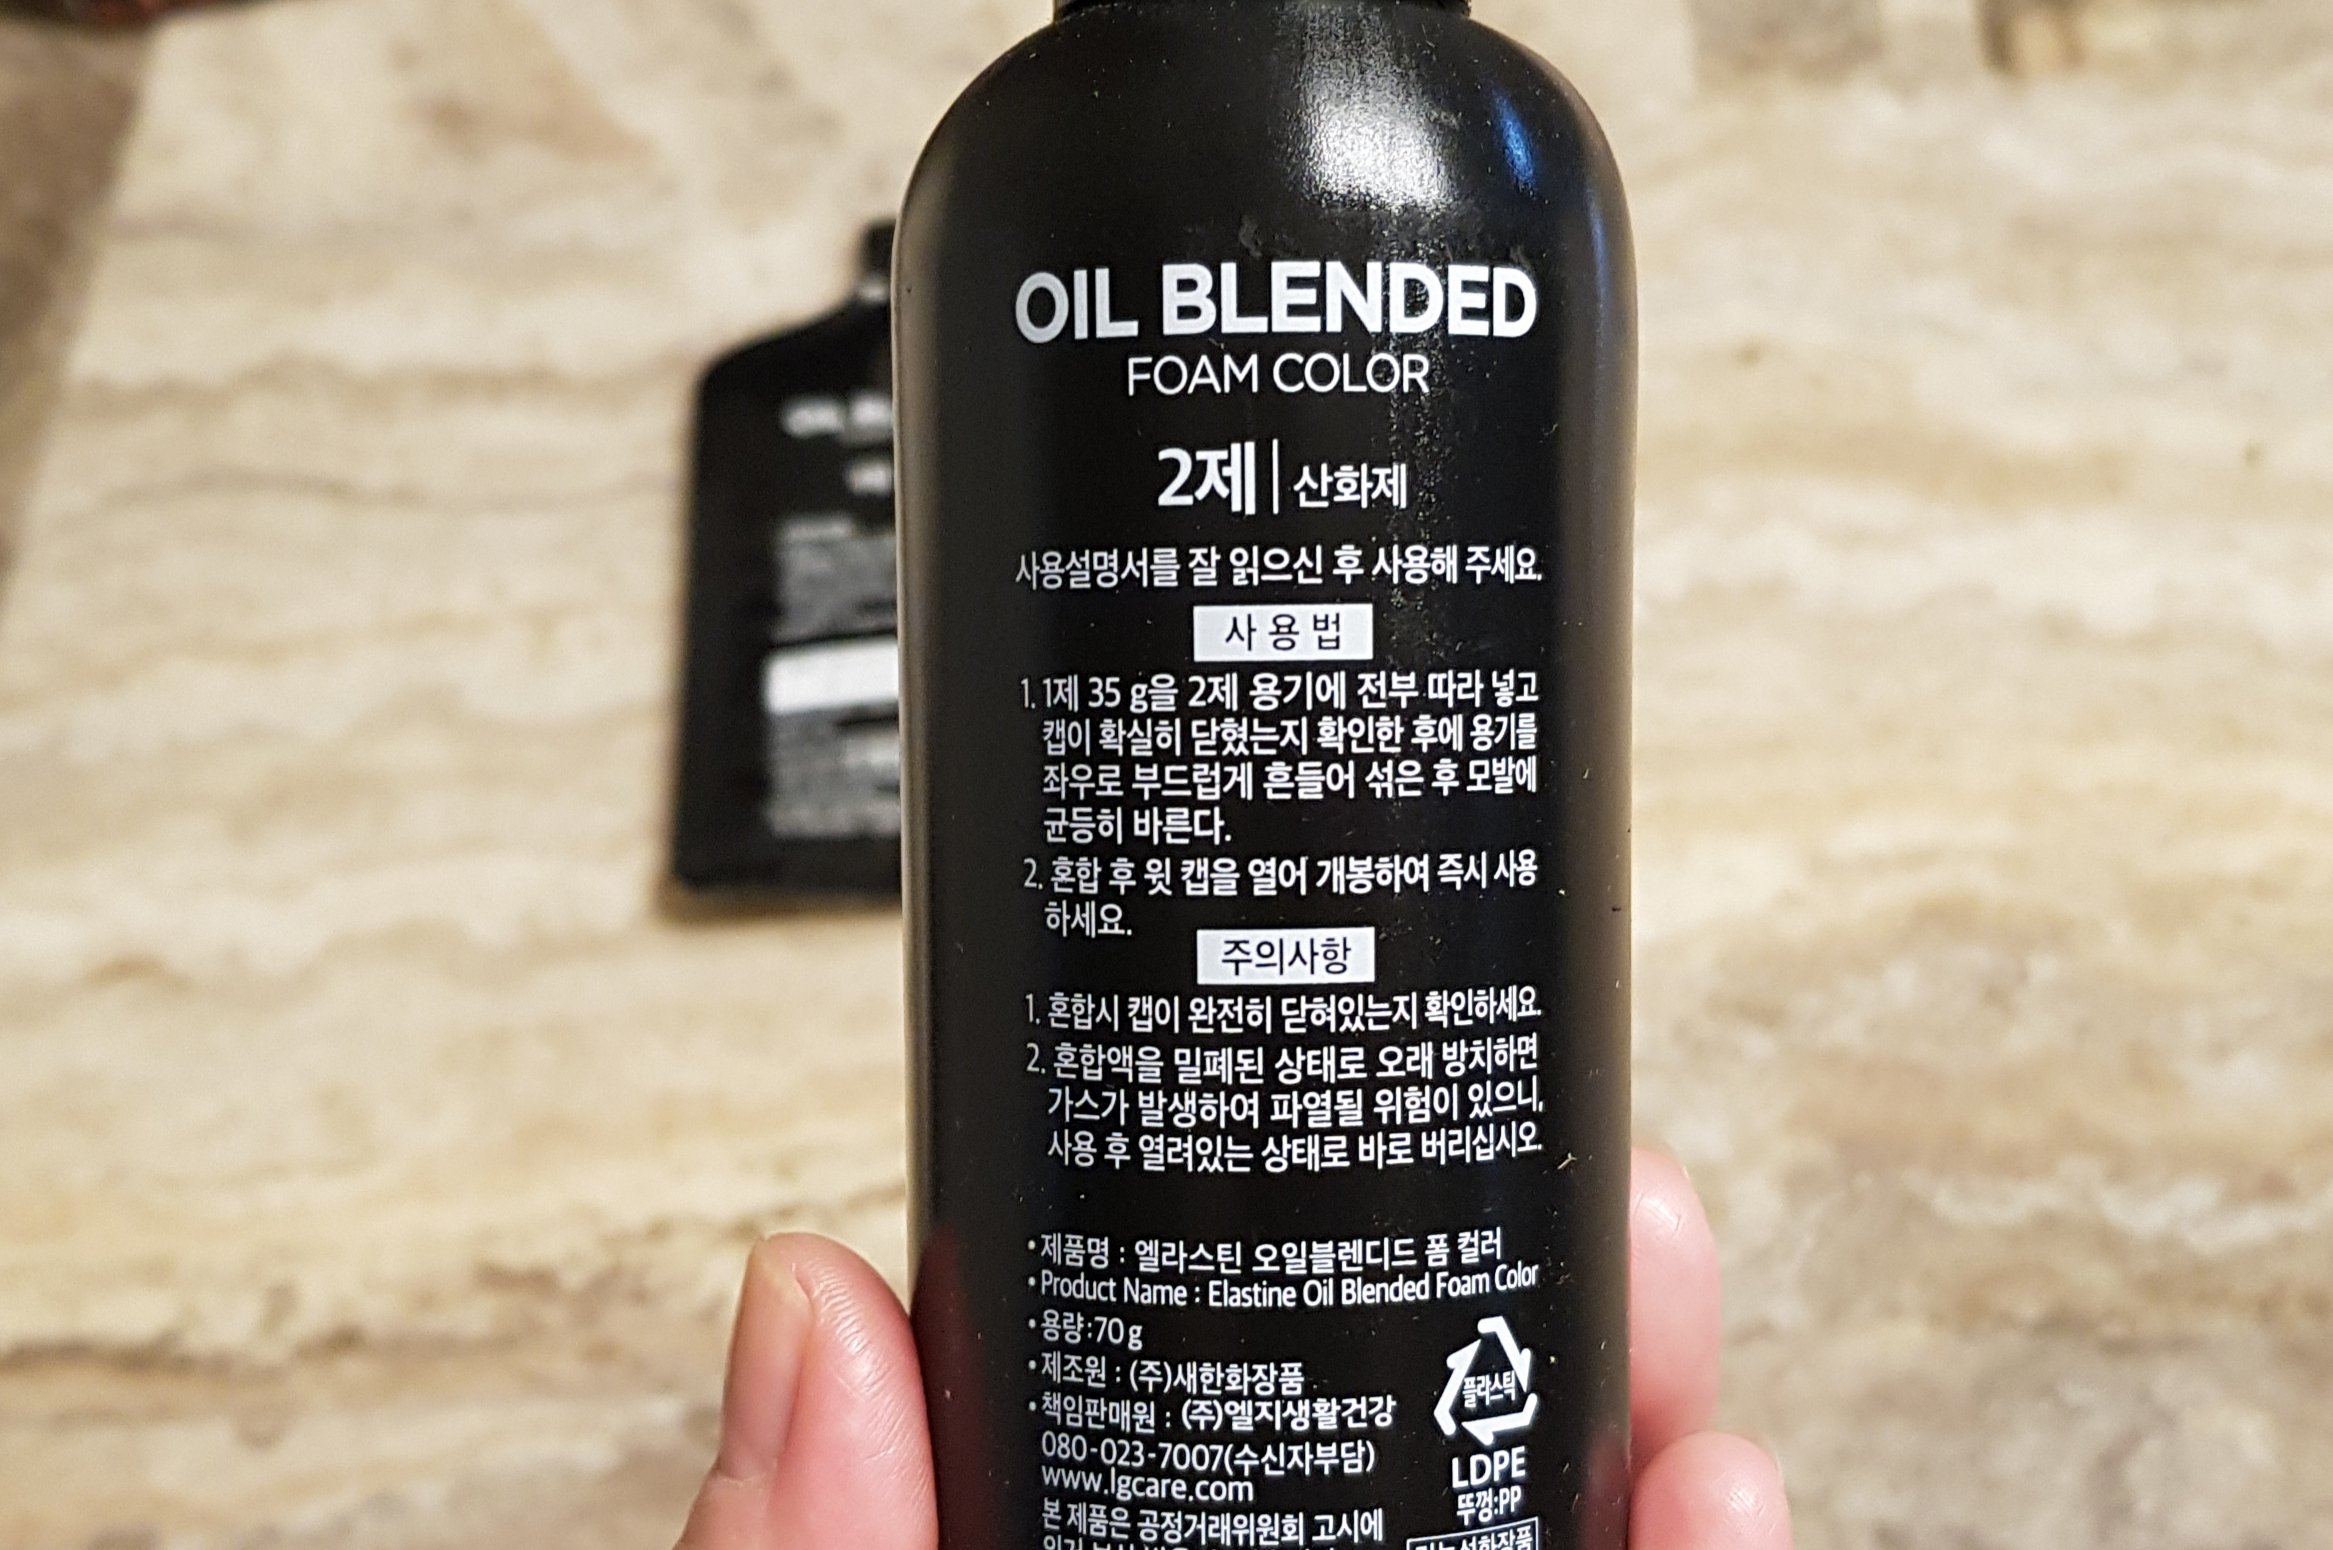 OIL BLENDED
FOAM COLOR
2제 | 산화제
사용설명서를 잘 읽으신 후 사용해 주세요.
사용법
1. 1제 35 g을 2제 용기에 전부 따라 넣고
캡이 확실히 닫혔는지 확인한 후에 용기를
좌우로 부드럽게 흔들어 섞은 후 모발에
균등히 바른다.
2. 혼합 후 윗 캡을 열어 개봉하여 즉시 사용
하세요.
주의사항
1. 혼합시 캡이 완전히 닫혀있는지 확인하세요.
2. 혼합액을 밀폐된 상태로 오래 방치하면
가스가 발생하여 파열될 위험이 있으니,
사용 후 열려있는 상태로 바로 버리십시오.
•제품명 : 엘라스틴 오일블렌디드 폼 컬러
•Product Name : Elastine Oil Blended Foam Color
•용량:70 g
•제조원 : (주)새한화장품
•책임판매원 : (주)엘지생활건강
080-023-7007(수신자부담)
www.lgcare.com
본 제품은 공정거래위원회 고시에
플라스틱
LDPE
뚜껑:PP